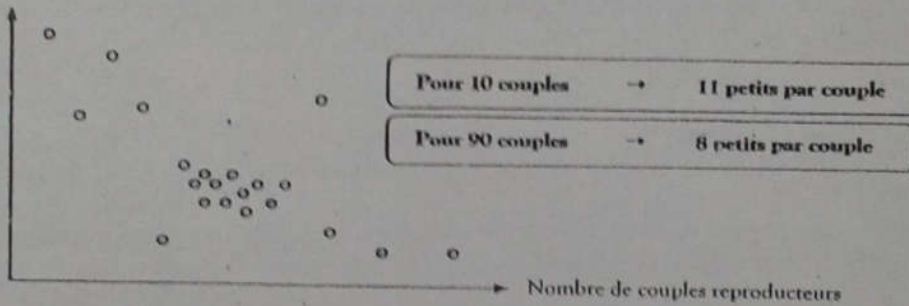 Pour 10 couples → 11 petits par couple
Pour 90 couples → 8 petits par couple
Nombre de couples reproducteurs